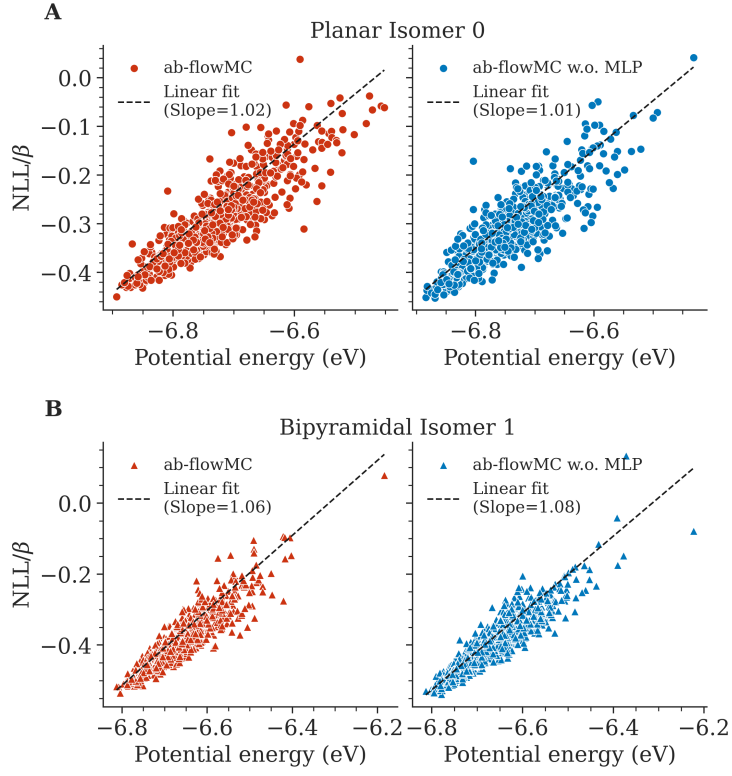 A
Planar Isomer 0
ab-flowMC
Linear fit
(Slope=1.02)
ab-flowMC w.o. MLP
Linear fit
(Slope=1.01)
0.0
−0.1
−0.2
−0.3
−0.4
NLL/β
−6.8
−6.6
−6.8
−6.6
Potential energy (eV)
Potential energy (eV)
B
Bipyramidal Isomer 1
ab-flowMC
Linear fit
(Slope=1.06)
ab-flowMC w.o. MLP
Linear fit
(Slope=1.08)
0.0
−0.2
−0.4
NLL/β
−6.8
−6.6
−6.4
−6.2
−6.8
−6.6
−6.4
−6.2
Potential energy (eV)
Potential energy (eV)